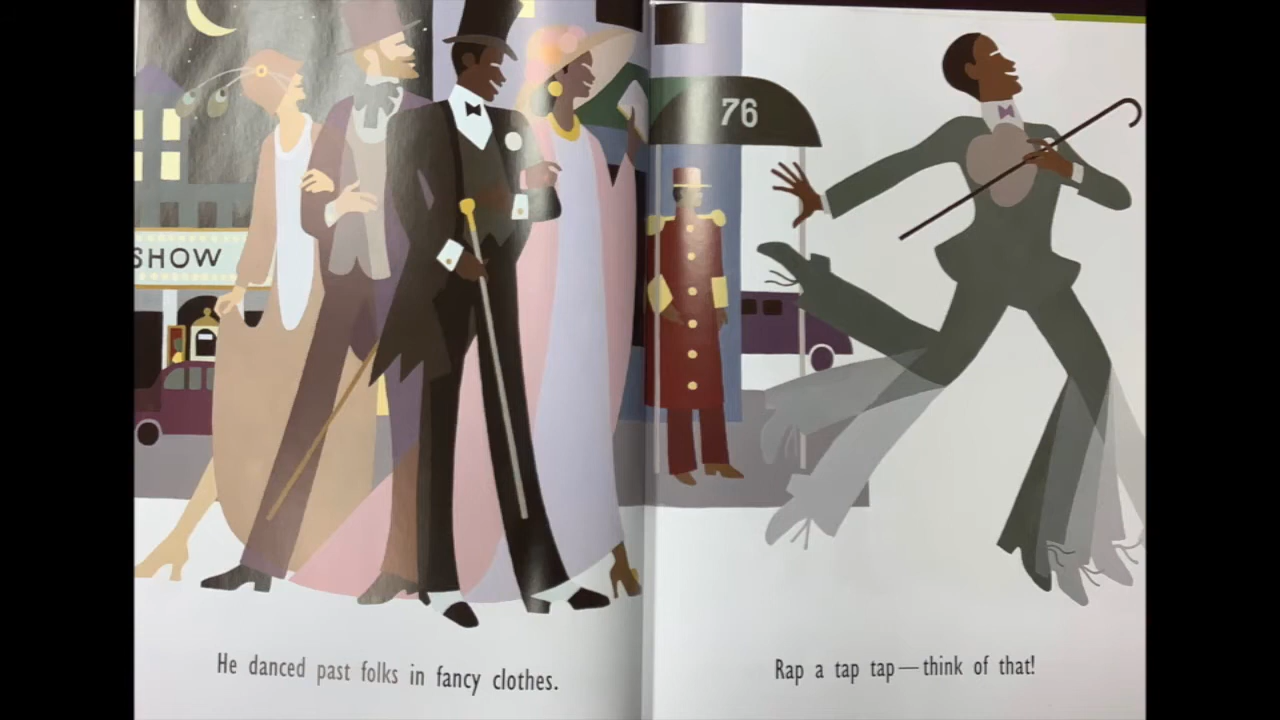 SHOW
76
He danced past folks in fancy clothes.
Rap a tap tap—think of that!